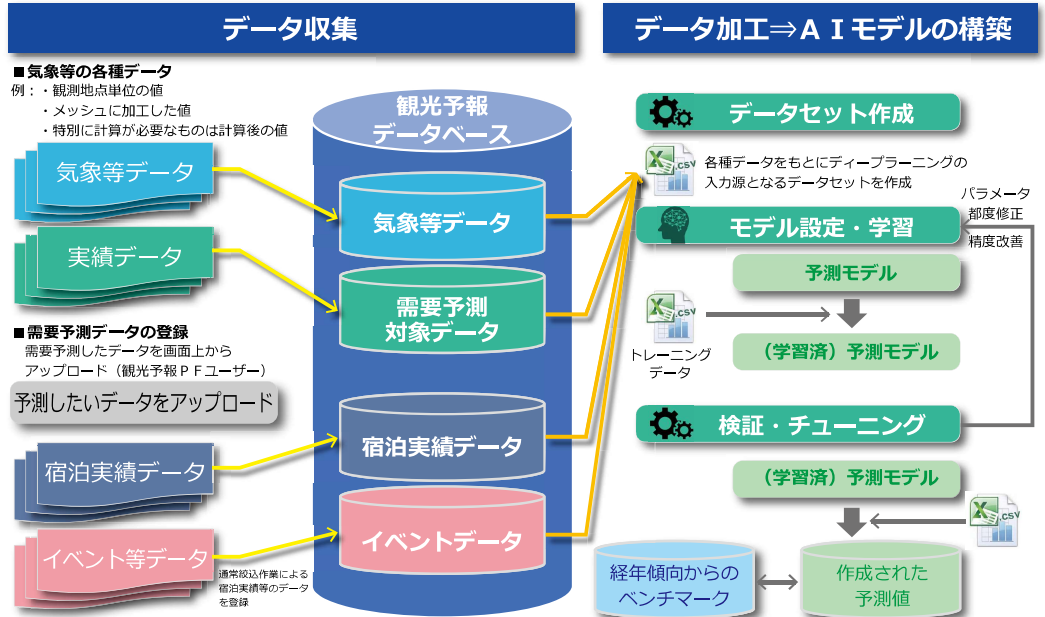 データ収集
■気象等の各種データ
例：・観測地点単位の値
・メッシュに加工した値
・特別に計算が必要なものは計算後の値
気象等データ
実績データ
■需要予測データの登録
需要予測したデータを画面上から
アップロード（観光予報ＰＦユーザー）
予測したいデータをアップロード
宿泊実績データ
イベント等データ
通常絞込作業による
宿泊実績等のデータ
を登録
観光予報
データベース
気象等データ
需要予測
対象データ
宿泊実績データ
イベントデータ
データ加工⇒ＡＩモデルの構築
データセット作成
X
.csv
各種データをもとにディープラーニングの
入力源となるデータセットを作成
パラメータ
都度修正
精度改善
モデル設定・学習
予測モデル
X
.csv
トレーニング
データ
（学習済）予測モデル
検証・チューニング
（学習済）予測モデル
X
.csv
経年傾向からの
ベンチマーク
作成された
予測値